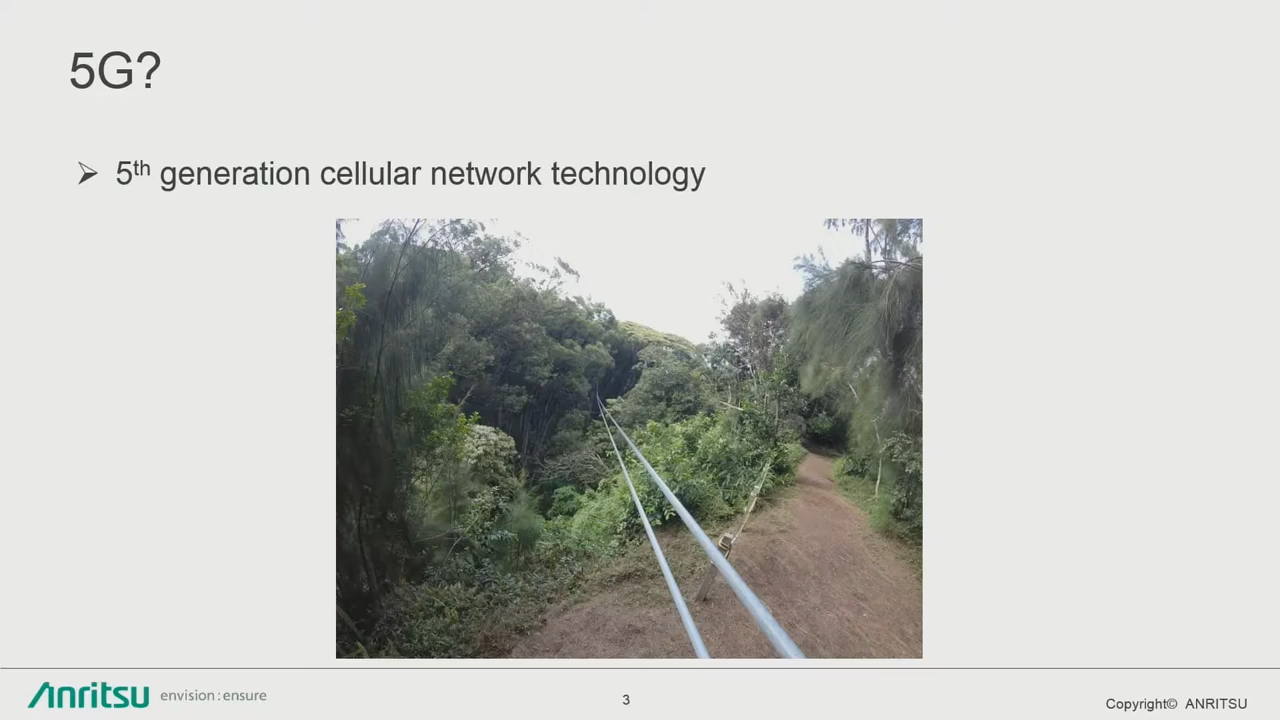 5G?
➢ 5th generation cellular network technology
Anritsu envision : ensure
3
Copyright© ANRITSU